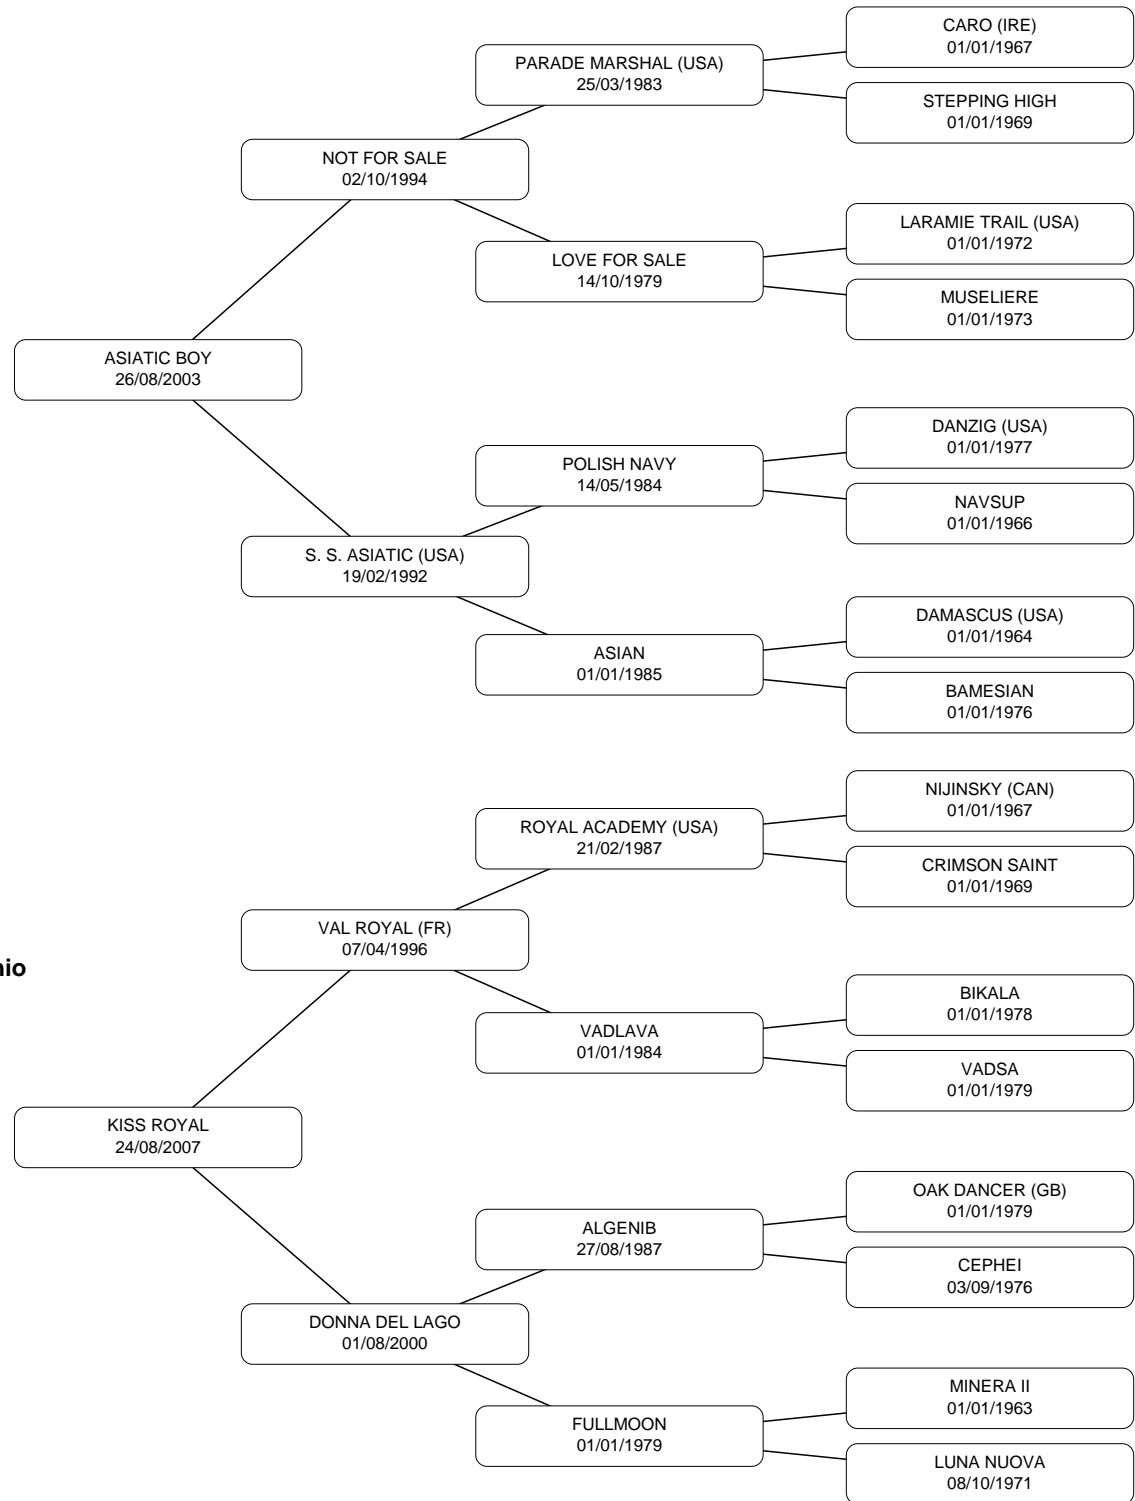 CARO (IRE)
01/01/1967
PARADE MARSHAL (USA)
25/03/1983
STEPPING HIGH
01/01/1969
NOT FOR SALE
02/10/1994
LARAMIE TRAIL (USA)
01/01/1972
LOVE FOR SALE
14/10/1979
MUSELIERE
01/01/1973
ASIATIC BOY
26/08/2003
DANZIG (USA)
01/01/1977
POLISH NAVY
14/05/1984
NAVSUP
01/01/1966
S. S. ASIATIC (USA)
19/02/1992
DAMASCUS (USA)
01/01/1964
ASIAN
01/01/1985
BAMESIAN
01/01/1976
NIJINSKY (CAN)
01/01/1967
ROYAL ACADEMY (USA)
21/02/1987
CRIMSON SAINT
01/01/1969
VAL ROYAL (FR)
07/04/1996
nio
BIKALA
01/01/1978
VADLAVA
01/01/1984
VADSA
01/01/1979
KISS ROYAL
24/08/2007
OAK DANCER (GB)
01/01/1979
ALGENIB
27/08/1987
CEPHEI
03/09/1976
DONNA DEL LAGO
01/08/2000
MINERA II
01/01/1963
FULLMOON
01/01/1979
LUNA NUOVA
08/10/1971